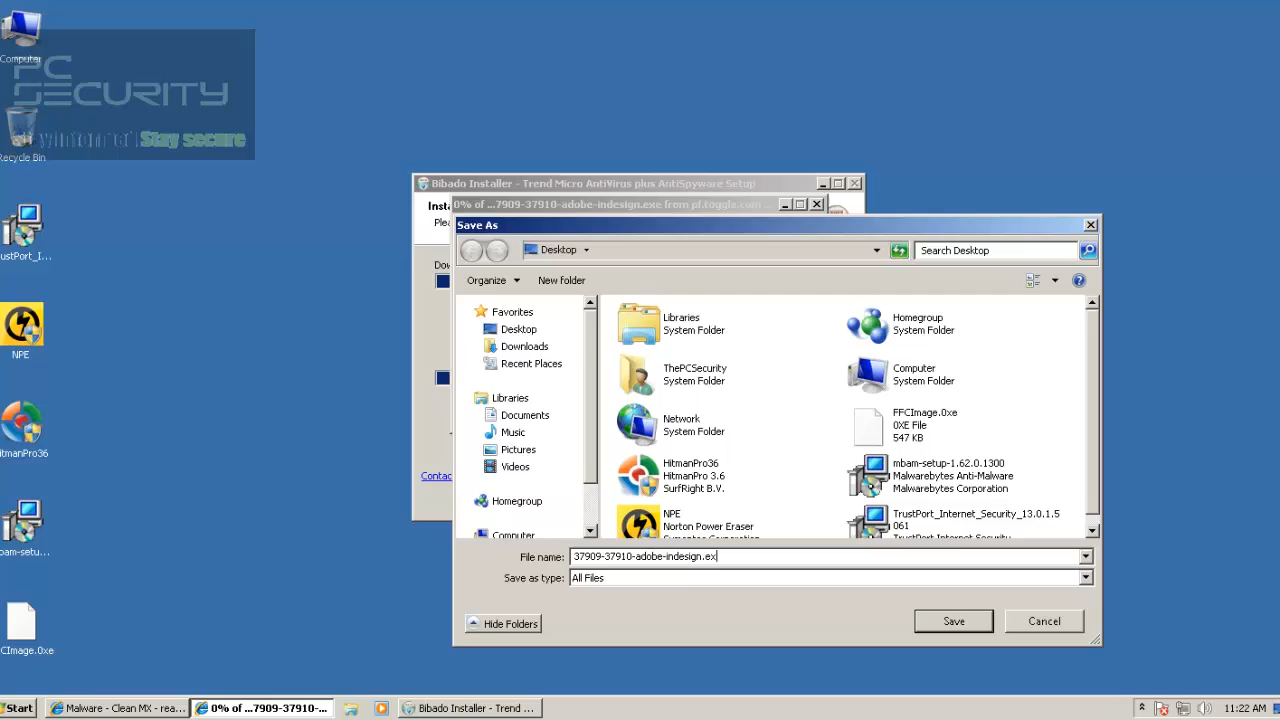 Computer
PC
SECURITY
Stay secure
Recycle Bin
ustPort_I...
NPE
itmanPro36
bam-setu...
CImage.0xe
Bibado Installer - Trend Micro AntiVirus plus AntiSpyware Setup
Insta
Plea
0% of ...7909-37910-adobe-indesign.exe from pf.toggle.com ...
Dow
Contac
Save As
Desktop
Search Desktop
Organize
New folder
Favorites
Desktop
Downloads
Recent Places
Libraries
Documents
Music
Pictures
Videos
Homegroup
Computer
Libraries
System Folder
Homegroup
System Folder
ThePCSecurity
System Folder
Computer
System Folder
Network
System Folder
FFCImage.0xe
0XE File
547 KB
HitmanPro36
HitmanPro 3.6
SurfRight B.V.
mbam-setup-1.62.0.1300
Malwarebytes Anti-Malware
Malwarebytes Corporation
NPE
Norton Power Eraser
Symantec Corporation
TrustPort_Internet_Security_13.0.1.5
061
TrustPort Internet Security
File name: 37909-37910-adobe-indesign.ex
Save as type: All Files
Hide Folders
Save
Cancel
Start
Malware - Clean MX - rea...
0% of ...7909-37910-...
Bibado Installer - Trend ...
11:22 AM